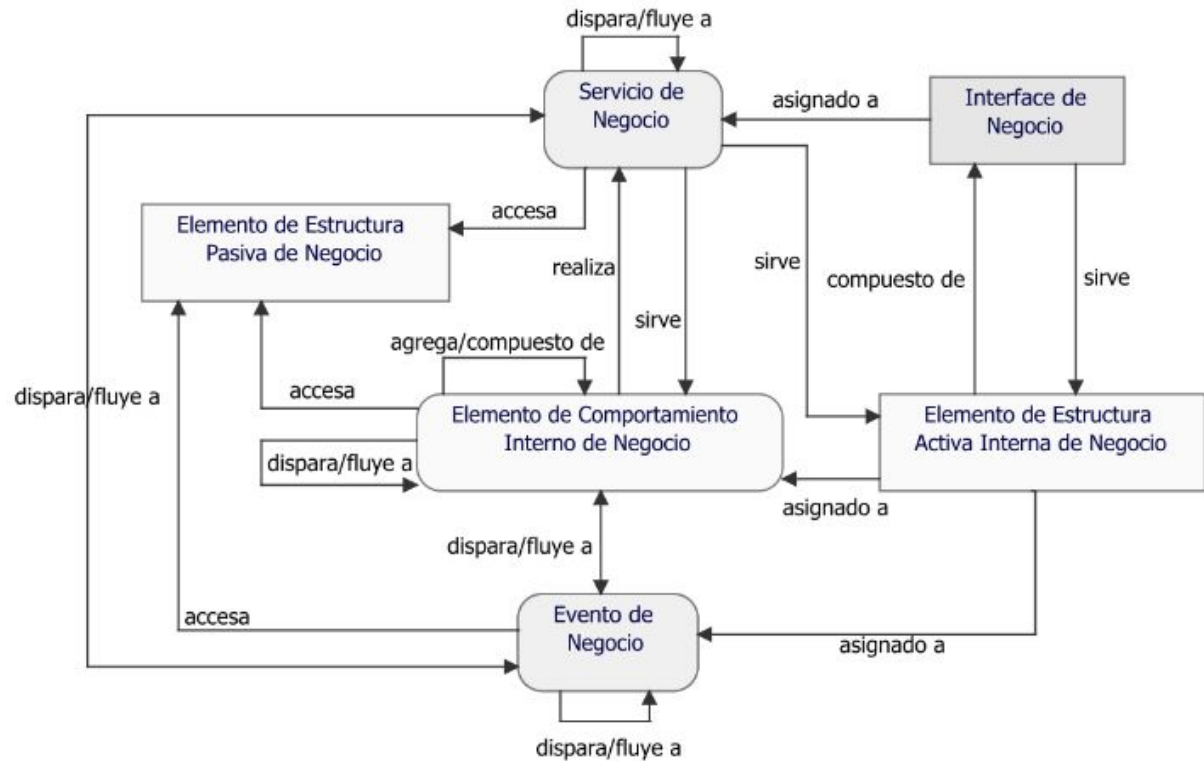 dispara/fluye a
Servicio de
Negocio
asignado a
Interface de
Negocio
accesa
Elemento de Estructura
Pasiva de Negocio
realiza
sirve
sirve
compuesto de
sirve
agrega/compuesto de
accesa
dispara/fluye a
Elemento de Comportamiento
Interno de Negocio
Elemento de Estructura
Activa Interna de Negocio
dispara/fluye a
asignado a
dispara/fluye a
accesa
Evento de
Negocio
asignado a
dispara/fluye a